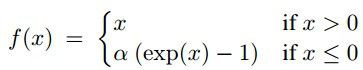 f(x) = { x if x > 0
α (exp(x) − 1) if x ≤ 0